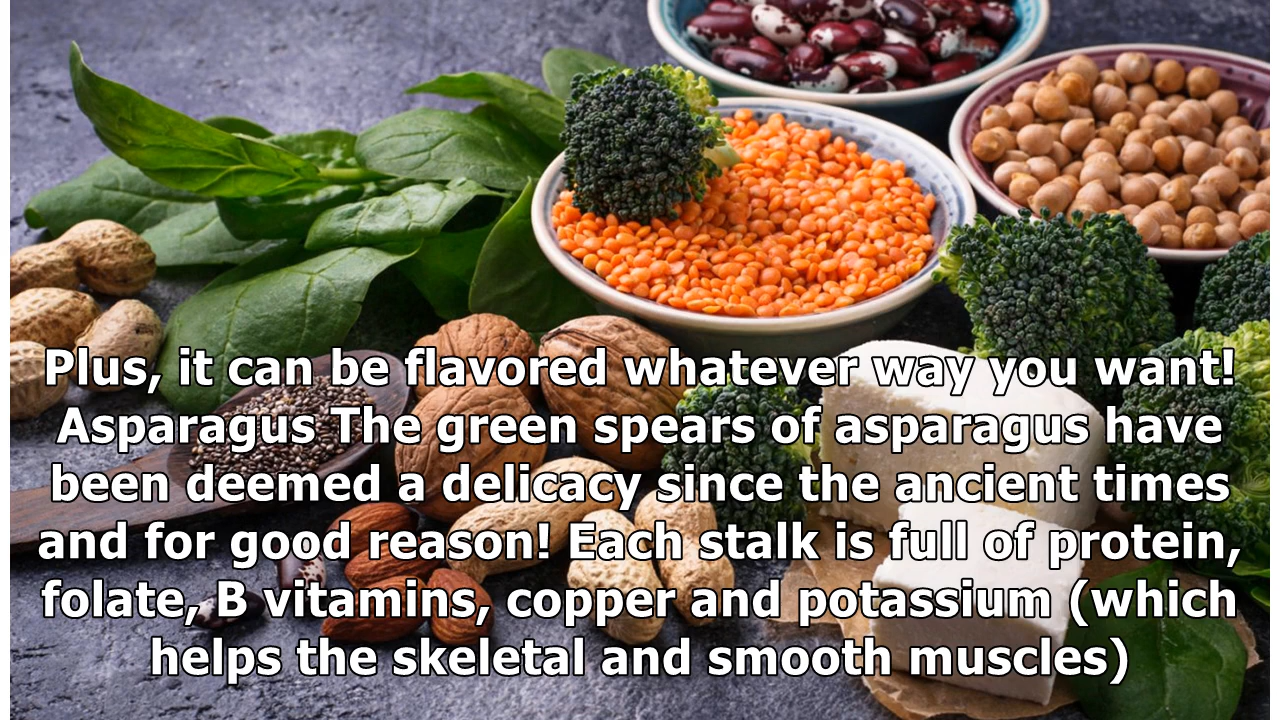 Plus, it can be flavored whatever way you want!
Asparagus The green spears of asparagus have
been deemed a delicacy since the ancient times
and for good reason! Each stalk is full of protein,
folate, B vitamins, copper and potassium (which
helps the skeletal and smooth muscles)